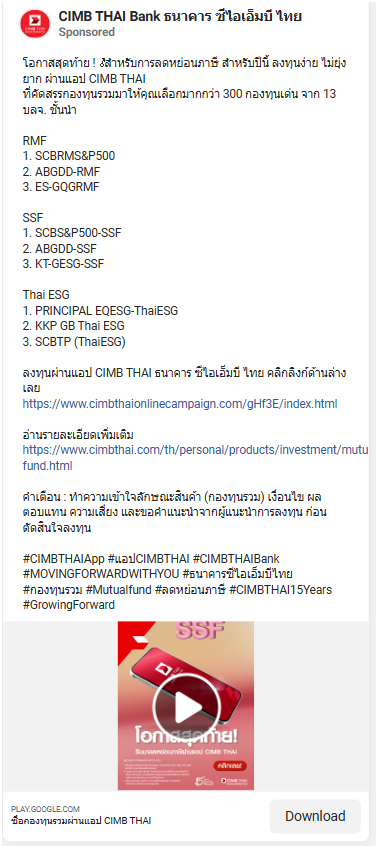 CIMB THAI Bank ธนาคาร ซีไอเอ็มบี ไทย
Sponsored
โอกาสสุดท้าย ! สำหรับการลดหย่อนภาษี สำหรับปีนี้ ลงทุนง่าย ไม่ยุ่ง
ยาก ผ่านแอป CIMB THAI
ที่คัดสรรกองทุนรวมมาให้คุณเลือกมากกว่า 300 กองทุนเด่น จาก 13
บลจ. ชั้นนำ
RMF
1. SCBRMS&P500
2. ABGDD-RMF
3. ES-GQGRMF
SSF
1. SCBS&P500-SSF
2. ABGDD-SSF
3. KT-GESG-SSF
Thai ESG
1. PRINCIPAL EQESG-ThaiESG
2. KKP GB Thai ESG
3. SCBTP (ThaiESG)
ลงทุนผ่านแอป CIMB THAI ธนาคาร ซีไอเอ็มบี ไทย คลิกลิงก์ด้านล่าง
เลย
https://www.cimbthaionlinecampaign.com/gHf3E/index.html
อ่านรายละเอียดเพิ่มเติม
https://www.cimbthai.com/th/personal/products/investment/mutu
fund.html
คำเตือน : ทำความเข้าใจลักษณะสินค้า (กองทุนรวม) เงื่อนไข ผล
ตอบแทน ความเสี่ยง และขอคำแนะนำจากผู้แนะนำการลงทุน ก่อน
ตัดสินใจลงทุน
#CIMBTHAIApp #แอปCIMBTHAI #CIMBTHAIBank
#MOVINGFORWARDWITHYOU #ธนาคารซีไอเอ็มบีไทย
#กองทุนรวม #Mutualfund #ลดหย่อนภาษี #CIMBTHAI15Years
#GrowingForward
SSF
โอกาสสุดท้าย!
CIMB THAI
คลิกเลย!
CIMB THAI
PLAY.GOOGLE.COM
ซื้อกองทุนรวมผ่านแอป CIMB THAI
Download